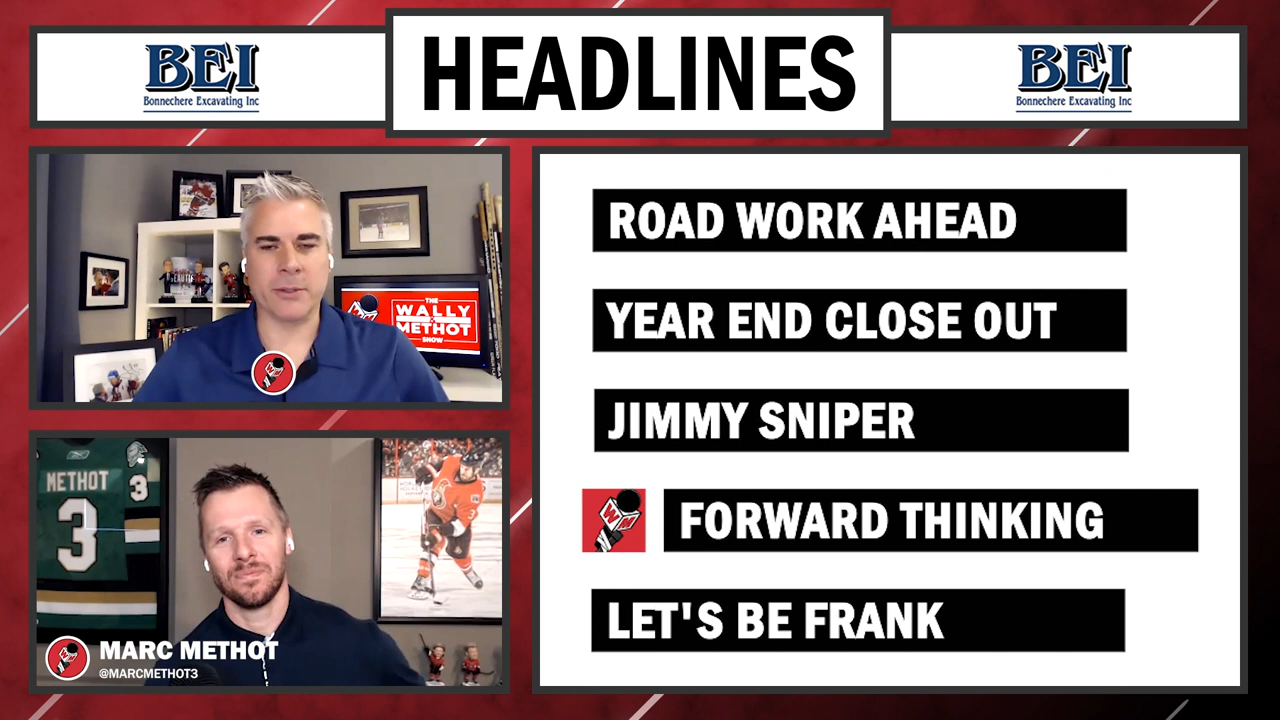 BEI
Bonnechere Excavating Inc
HEADLINES
BEI
Bonnechere Excavating Inc
THE
WALLY
METHOT
SHOW
METHOT
3
3
MARC METHOT
@MARCMETHOT3
ROAD WORK AHEAD
YEAR END CLOSE OUT
JIMMY SNIPER
FORWARD THINKING
LET'S BE FRANK